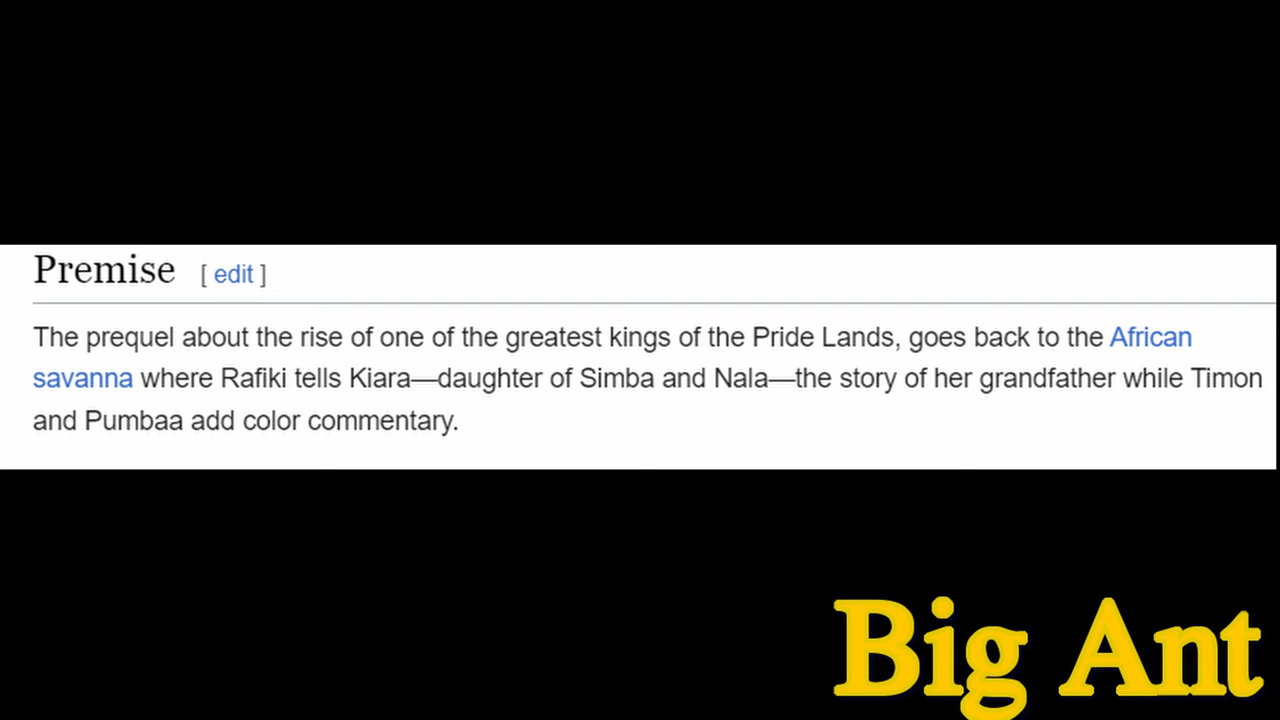 Premise [ edit ]
The prequel about the rise of one of the greatest kings of the Pride Lands, goes back to the African
savanna where Rafiki tells Kiara—daughter of Simba and Nala—the story of her grandfather while Timon
and Pumbaa add color commentary.
Big Ant